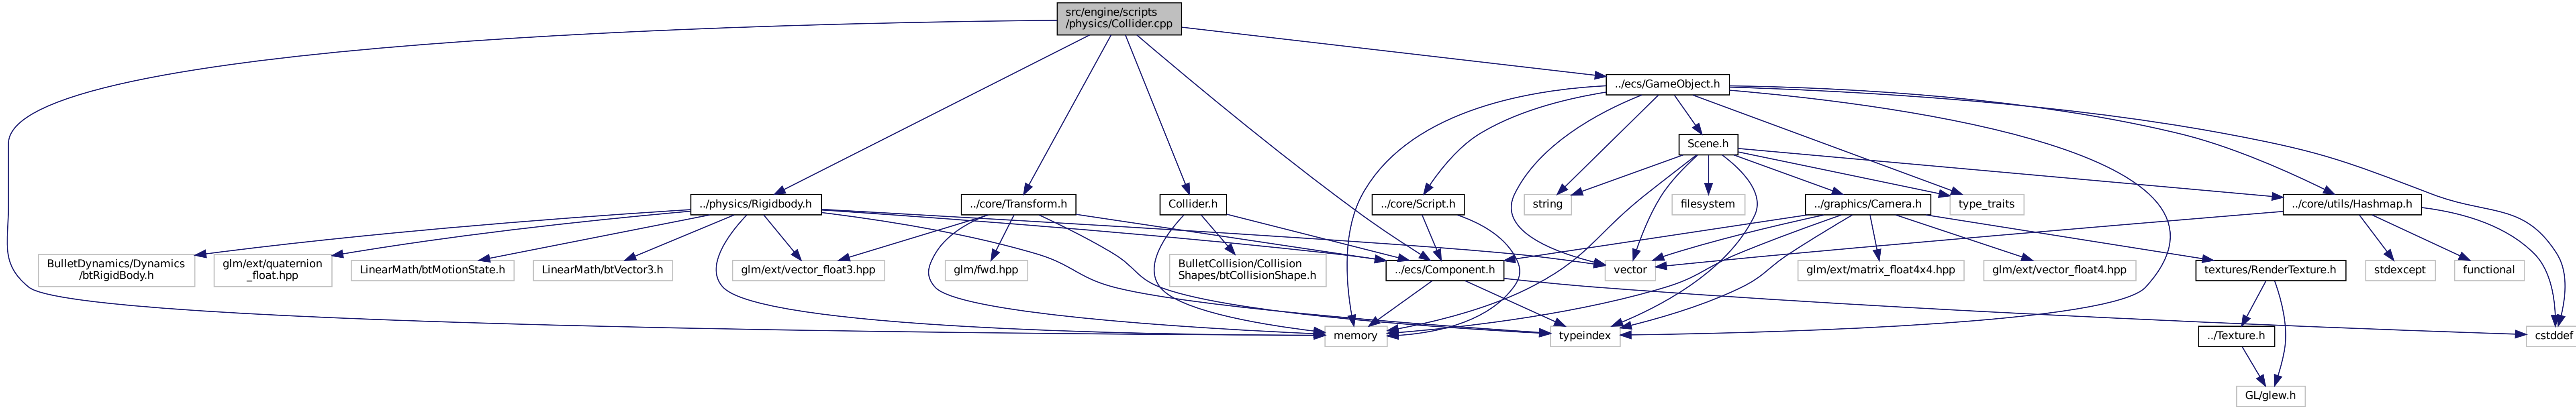 src/engine/scripts
/physics/Collider.cpp
../ecs/GameObject.h
Scene.h
../physics/Rigidbody.h
../core/Transform.h
Collider.h
../core/Script.h
string
filesystem
../graphics/Camera.h
type_traits
../core/utils/Hashmap.h
BulletDynamics/Dynamics
/btRigidBody.h
glm/ext/quaternion
_float.hpp
LinearMath/btMotionState.h
LinearMath/btVector3.h
glm/ext/vector_float3.hpp
glm/fwd.hpp
BulletCollision/Collision
Shapes/btCollisionShape.h
../ecs/Component.h
vector
glm/ext/matrix_float4x4.hpp
glm/ext/vector_float4.hpp
textures/RenderTexture.h
stdexcept
functional
memory
typeindex
../Texture.h
cstddef
GL/glew.h